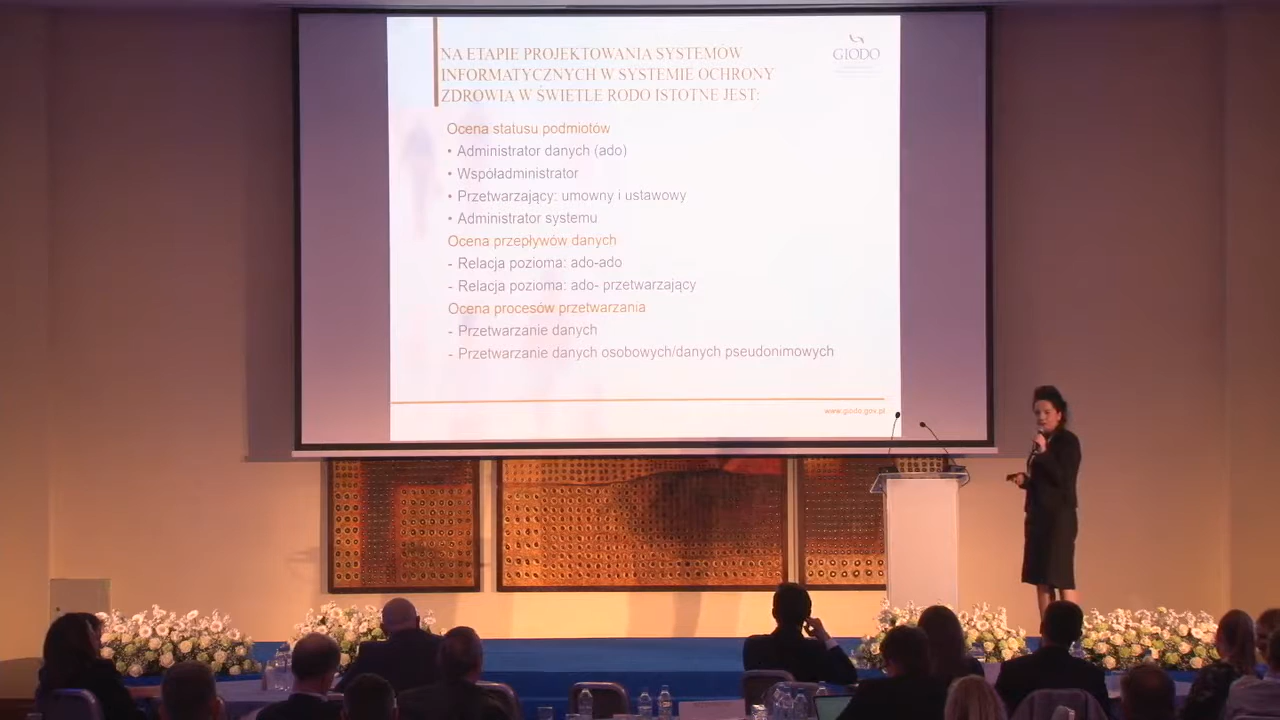 NA ETAPIE PROJEKTOWANIA SYSTEMÓW
INFORMATYCZNYCH W SYSTEMIE OCHRONY
ZDROWIA W ŚWIETLE RODO ISTOTNE JEST:
GIODO
Ocena statusu podmiotów
• Administrator danych (ado)
• Współadministrator
• Przetwarzający: umowny i ustawowy
• Administrator systemu
Ocena przepływów danych
- Relacja pozioma: ado-ado
- Relacja pozioma: ado- przetwarzający
Ocena procesów przetwarzania
- Przetwarzanie danych
- Przetwarzanie danych osobowych/danych pseudonimowych
www.giodo.gov.pl